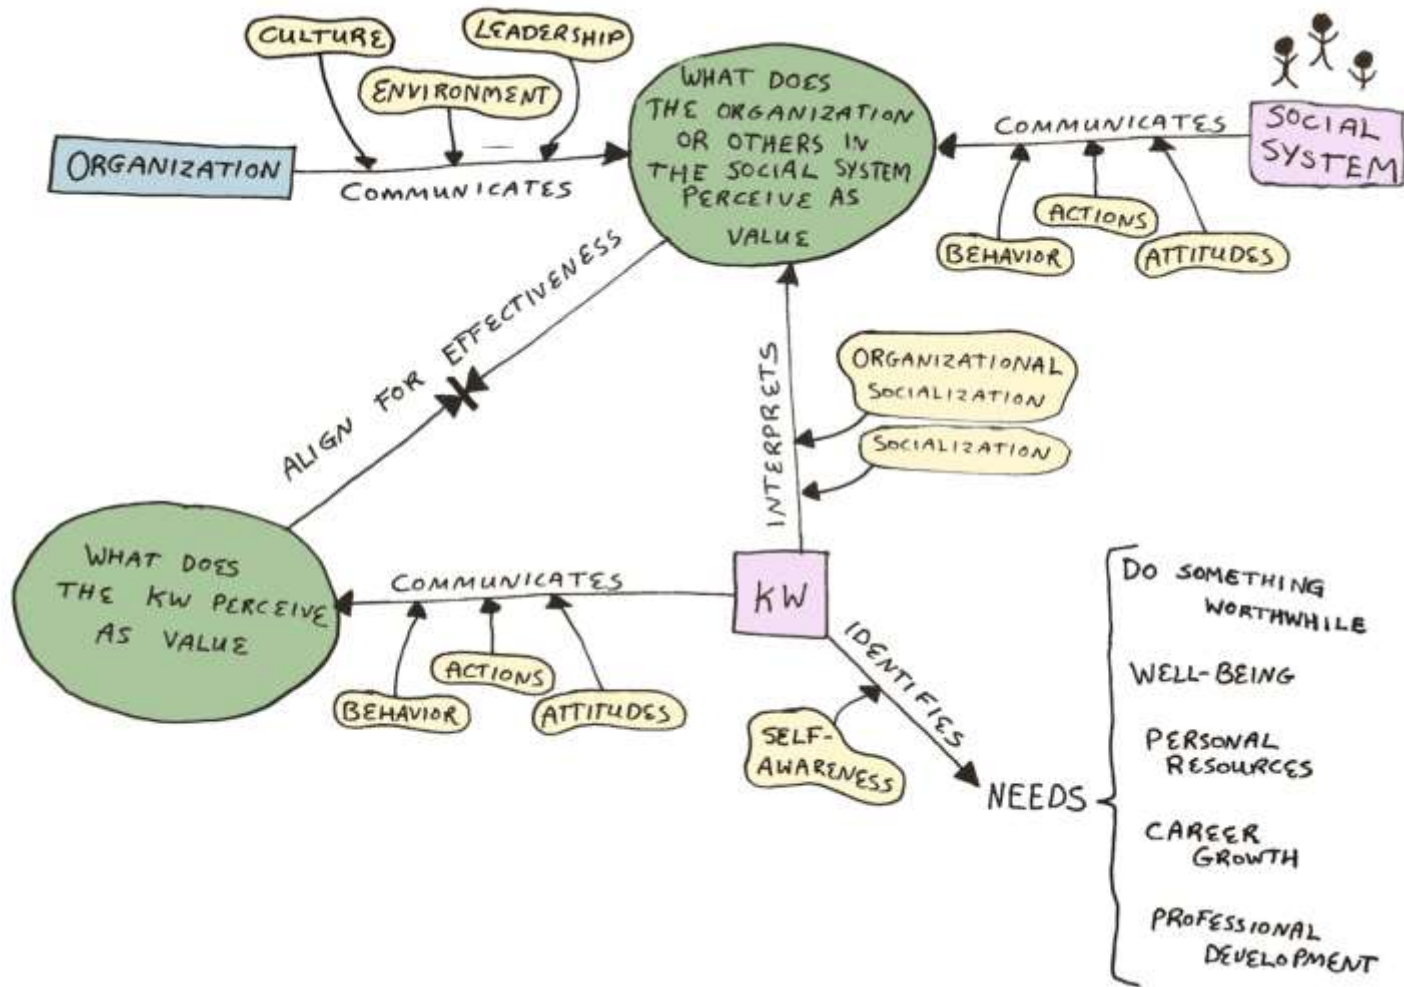 CULTURE
LEADERSHIP
ENVIRONMENT
ORGANIZATION
COMMUNICATES
WHAT DOES
THE ORGANIZATION
OR OTHERS IN
THE SOCIAL SYSTEM
PERCEIVE AS
VALUE
COMMUNICATES
SOCIAL
SYSTEM
ACTIONS
BEHAVIOR
ATTITUDES
ALIGN FOR EFFECTIVENESS
INTERPRETS
ORGANIZATIONAL
SOCIALIZATION
SOCIALIZATION
WHAT DOES
THE KW PERCEIVE
AS VALUE
COMMUNICATES
KW
ACTIONS
BEHAVIOR
ATTITUDES
IDENTIFIES
SELF-
AWARENESS
NEEDS
DO SOMETHING
WORTHWHILE
WELL-BEING
PERSONAL
RESOURCES
CAREER
GROWTH
PROFESSIONAL
DEVELOPMENT